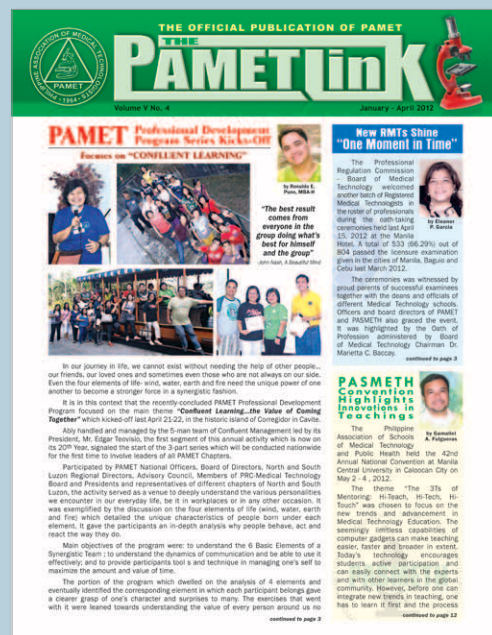 THE OFFICIAL PUBLICATION OF PAMET
THE
PAMETLink
PHILIPPINE ASSOCIATION OF MEDICAL TECHNOLOGISTS
PAMET
1964
Volume V No. 4
January - April 2012
PAMET Professional Development
Program Series Kicks-Off
Focuses on "CONFLUENT LEARNING"
by Ronaldo E.
Puno, MBA-H
"The best result
comes from
everyone in the
group doing what's
best for himself
and the group"
-John Nash, A Beautiful Mind
In our journey in life, we cannot exist without needing the help of other people...
our friends, our loved ones and sometimes even those who are not always on our side.
Even the four elements of life- wind, water, earth and fire need the unique power of one
another to become a stronger force in a synergistic fashion.
It is in this context that the recently-concluded PAMET Professional Development
Program focused on the main theme "Confluent Learning...the Value of Coming
Together" which kicked-off last April 21-22, in the historic island of Corregidor in Cavite.
Ably handled and managed by the 5-man team of Confluent Management led by its
President, Mr. Edgar Teovisio, the first segment of this annual activity which is now on
its 20th Year, signaled the start of the 3-part series which will be conducted nationwide
for the first time to involve leaders of all PAMET Chapters.
Participated by PAMET National Officers, Board of Directors, North and South
Luzon Regional Directors, Advisory Council, Members of PRC-Medical Technology
Board and Presidents and representatives of different chapters of North and South
Luzon, the activity served as a venue to deeply understand the various personalities
we encounter in our everyday life, be it in workplaces or in any other occasion. It
was exemplified by the discussion on the four elements of life (wind, water, earth
and fire) which detailed the unique characteristics of people born under each
element. It gave the participants an in-depth analysis why people behave, act and
react the way they do.
Main objectives of the program were: to understand the 6 Basic Elements of a
Synergistic Team ; to understand the dynamics of communication and be able to use it
effectively; and to provide participants tool s and technique in managing one's self to
maximize the amount and value of time.
The portion of the program which dwelled on the analysis of 4 elements and
eventually identified the corresponding element in which each participant belongs gave
a clearer grasp of one's character and surprises to many. The exercises that went
with it were leaned towards understanding the value of every person around us no
continued to page 3
New RMTs Shine
"One Moment in Time"
The Professional
Regulation Commission
- Board of Medical
Technology welcomed
another batch of Registered
Medical Technologists in
the roster of professionals
during the oath-taking
ceremonies held last April
15, 2012 at the Manila
Hotel. A total of 533 (66.29%) out of
804 passed the licensure examination
given in the cities of Manila, Baguio and
Cebu last March 2012.
by Eleanor
P. Garcia
The ceremonies was witnessed by
proud parents of successful examinees
together with the deans and officials of
different Medical Technology schools.
Officers and board directors of PAMET
and PASMETH also graced the event.
It was highlighted by the Oath of
Profession administered by Board
of Medical Technology Chairman Dr.
Marietta C. Baccay.
continued to page 3
PASMETH
Convention
Highlights
Innovations in
Teachings
by Gamaliel
A. Fulgueras
The Philippine
Association of Schools
of Medical Technology
and Public Health held the 42nd
Annual National Convention at Manila
Central University in Caloocan City on
May 2 - 4 , 2012.
The theme "The 3Ts of
Mentoring: Hi-Teach, Hi-Tech, Hi-
Touch" was chosen to focus on the
new trends and advancement in
Medical Technology Education. The
seemingly limitless capabilities of
computer gadgets can make teaching
easier, faster and broader in extent.
Today's technology encourages
students active participation and
can easily connect with the experts
and with other learners in the global
community. However, before one can
integrate new trends in teaching, one
has to learn it first and the process
continued to page 12